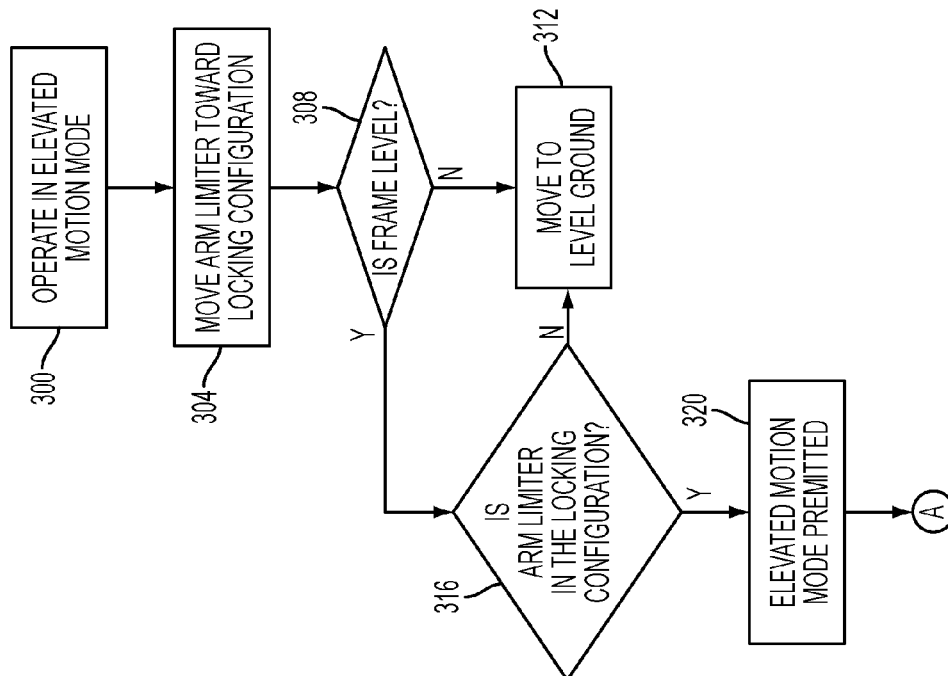 OPERATE IN ELEVATED
MOTION MODE
300
MOVE ARM LIMITER TOWARD
LOCKING CONFIGURATION
304
IS FRAME LEVEL?
308
Y
N
MOVE TO
LEVEL GROUND
312
IS
ARM LIMITER
IN THE LOCKING
CONFIGURATION?
316
N
Y
ELEVATED MOTION
MODE PREMITTED
320
A